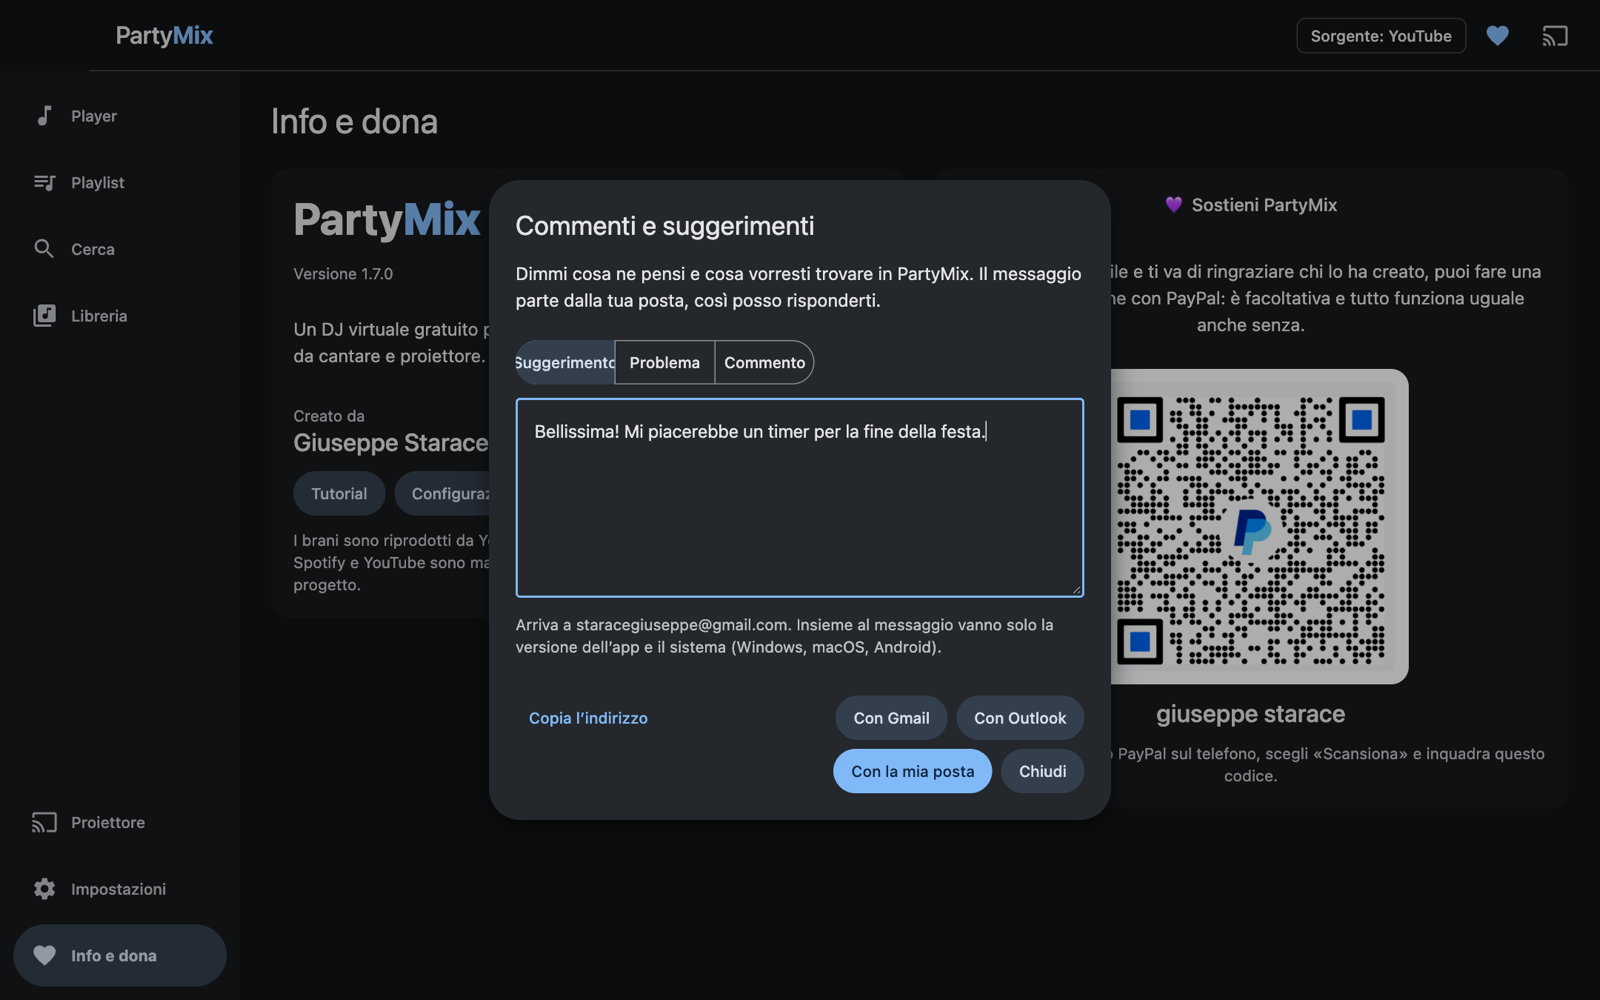 PartyMix
Sorgente: YouTube
Player
Playlist
Cerca
Libreria
Proiettore
Impostazioni
Info e dona
Info e dona
PartyMix
Versione 1.7.0
Un DJ virtuale gratuito
da cantare e proiettore.
Creato da
Giuseppe Starace
Tutorial
I brani sono riprodotti da
Spotify e YouTube sono
progetto.
Commenti e suggerimenti
Dimmi cosa ne pensi e cosa vorresti trovare in PartyMix. Il messaggio
parte dalla tua posta, così posso risponderti.
Suggerimento
Problema
Commento
Bellissima! Mi piacerebbe un timer per la fine della festa.
Arriva a staracegiuseppe@gmail.com. Insieme al messaggio vanno solo la
versione dell’app e il sistema (Windows, macOS, Android).
Copia l’indirizzo
Con Gmail
Con Outlook
Con la mia posta
Chiudi
Sostieni PartyMix
e ti va di ringraziare chi lo ha creato, puoi fare una
con PayPal: è facoltativa e tutto funziona uguale
anche senza.
giuseppe starace
PayPal sul telefono, scegli «Scansiona» e inquadra questo
codice.